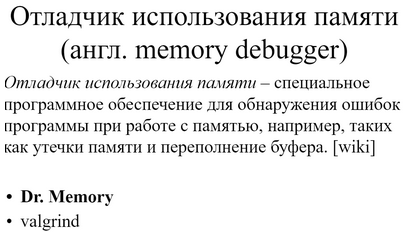 Отладчик использования памяти
(англ. memory debugger)
Отладчик использования памяти – специальное
программное обеспечение для обнаружения ошибок
программы при работе с памятью, например, таких
как утечки памяти и переполнение буфера. [wiki]
• Dr. Memory
• valgrind